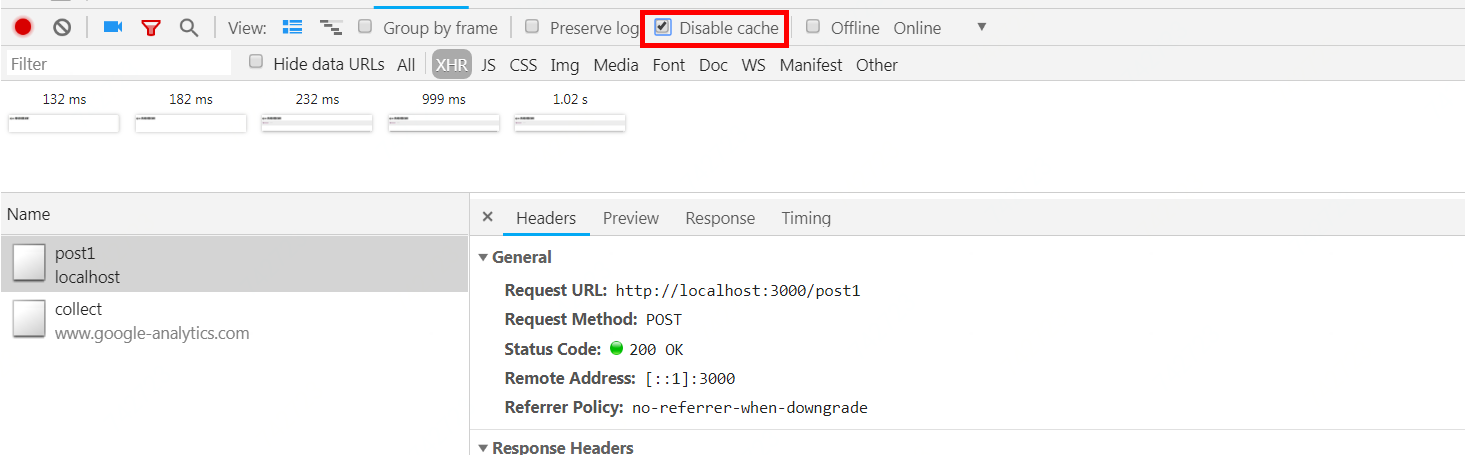 View: Group by frame Preserve log Disable cache Offline Online
Filter Hide data URLs All XHR JS CSS Img Media Font Doc WS Manifest Other
132 ms 182 ms 232 ms 999 ms 1.02 s
Name
Headers Preview Response Timing
post1
localhost
collect
www.google-analytics.com
General
Request URL: http://localhost:3000/post1
Request Method: POST
Status Code: 200 OK
Remote Address: [::1]:3000
Referrer Policy: no-referrer-when-downgrade
Response Headers